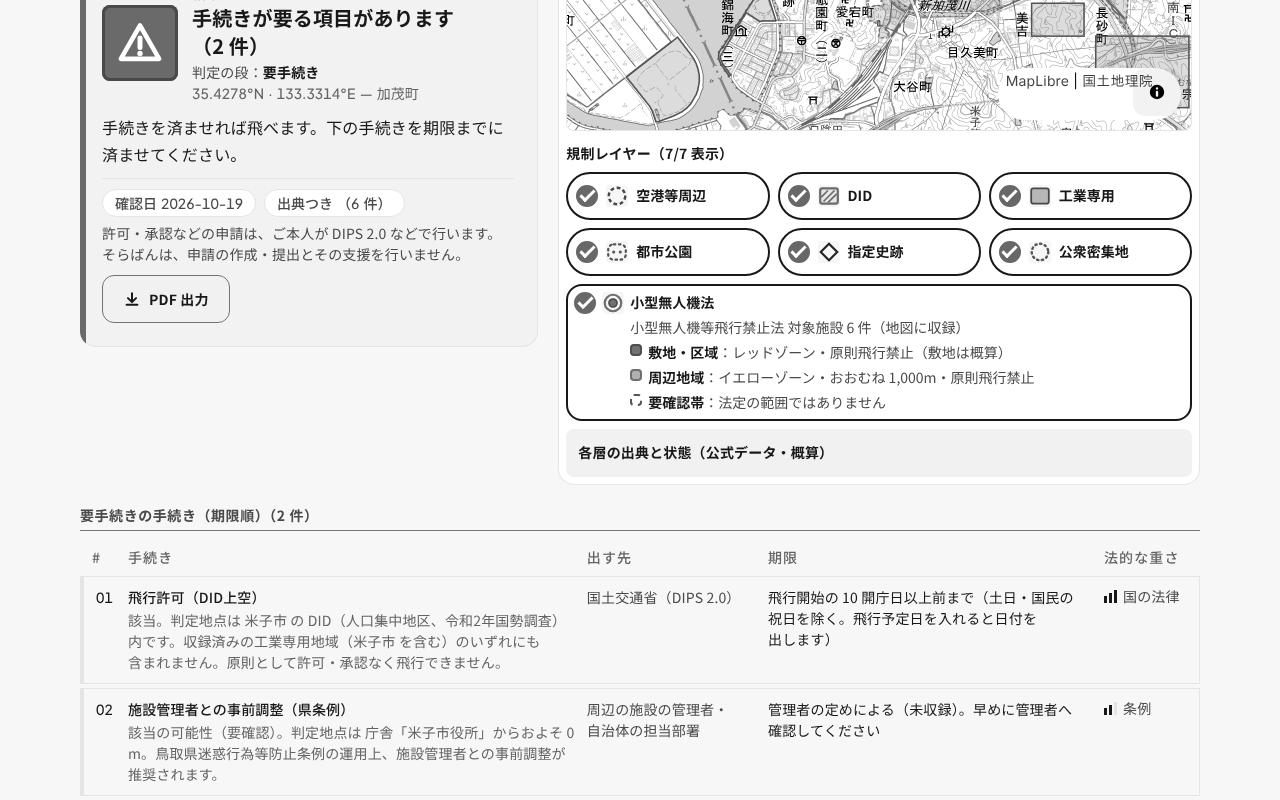 手続きが要る項目があります
（2 件）
判定の段：要手続き
35.4278°N · 133.3314°E — 加茂町
手続きを済ませれば飛べます。下の手続きを期限までに
済ませてください。
確認日 2026-10-19
出典つき （6 件）
許可・承認などの申請は、ご本人が DIPS 2.0 などで行います。
そらばんは、申請の作成・提出とその支援を行いません。
PDF 出力
錦海町（三）
祇園町（二）
愛宕町
新加茂川
目久美町
大谷町
美吉
長砂町
米子
MapLibre | 国土地理院
規制レイヤー（7/7 表示）
空港等周辺
DID
工業専用
都市公園
指定史跡
公衆密集地
小型無人機法
小型無人機等飛行禁止法 対象施設 6 件（地図に収録）
敷地・区域：レッドゾーン・原則飛行禁止（敷地は概算）
周辺地域：イエローゾーン・おおむね 1,000m・原則飛行禁止
要確認帯：法定の範囲ではありません
各層の出典と状態（公式データ・概算）
要手続きの手続き（期限順）（2 件）
# 手続き 出す先 期限 法的な重さ
01 飛行許可（DID上空）
該当。判定地点は 米子市 の DID（人口集中地区、令和2年国勢調査）
内です。収録済みの工業専用地域（米子市 を含む）のいずれにも
含まれません。原則として許可・承認なく飛行できません。
国土交通省（DIPS 2.0）
飛行開始の 10 開庁日以上前まで（土日・国民の
祝日を除く。飛行予定日を入れると日付を
出します）
国の法律
02 施設管理者との事前調整（県条例）
該当の可能性（要確認）。判定地点は 庁舎「米子市役所」からおよそ 0
m。鳥取県迷惑行為等防止条例の運用上、施設管理者との事前調整が
推奨されます。
周辺の施設の管理者・
自治体の担当部署
管理者の定めによる（未収録）。早めに管理者へ
確認してください
条例